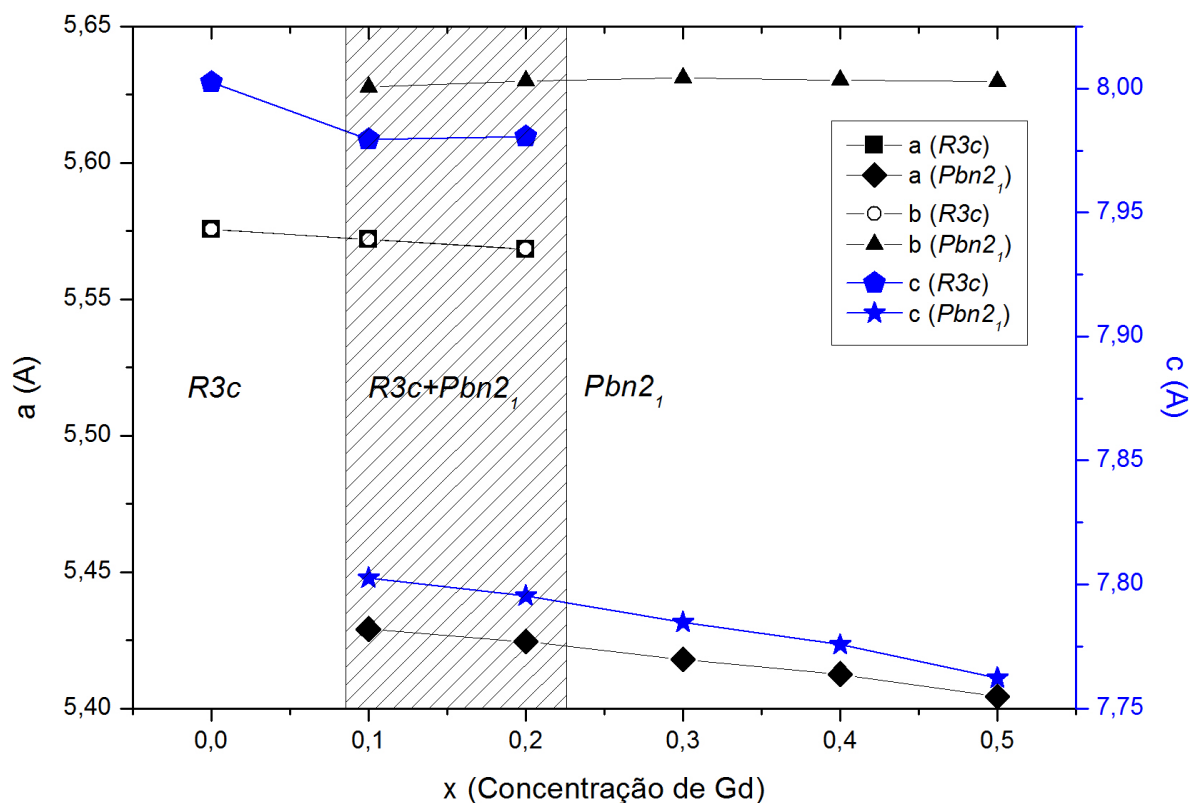 5,65
5,60
5,55
5,50
5,45
5,40
a (A)
8,00
7,95
7,90
7,85
7,80
7,75
c (A)
a (R3c)
a (Pbn2₁)
b (R3c)
b (Pbn2₁)
c (R3c)
c (Pbn2₁)
R3c
R3c+Pbn2₁
Pbn2₁
0,0 0,1 0,2 0,3 0,4 0,5
x (Concentração de Gd)